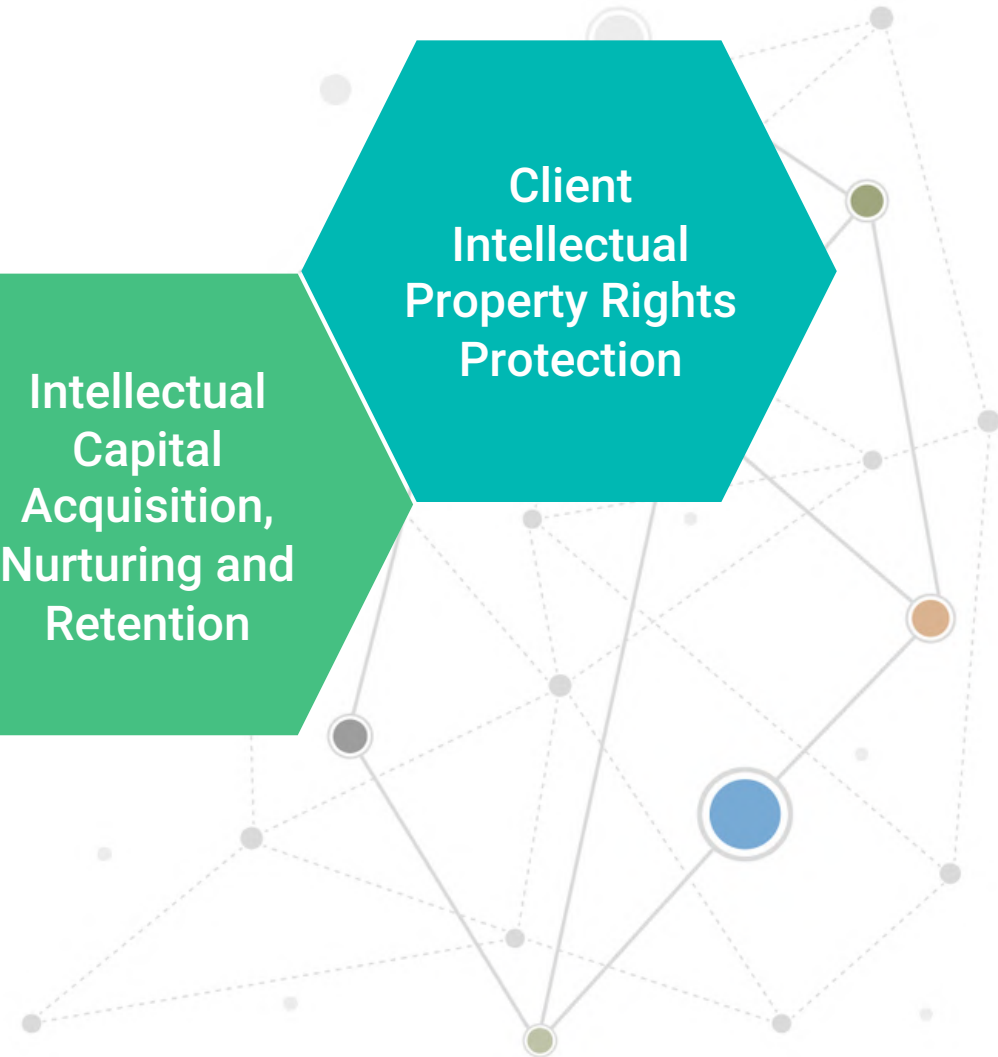 Client
Intellectual
Property Rights
Protection
Intellectual
Capital
Acquisition,
Nurturing and
Retention